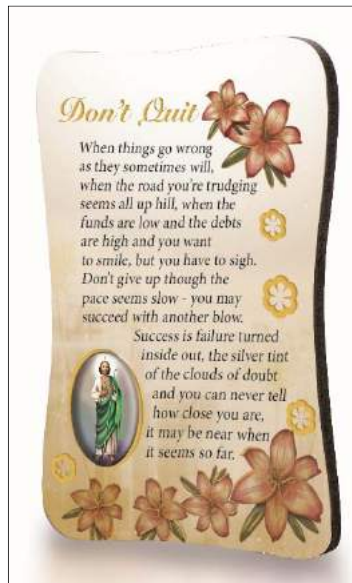 Don't Quit
When things go wrong
as they sometimes will,
when the road you're trudging
seems all up hill, when the
funds are low and the debts
are high and you want
to smile, but you have to sigh.
Don't give up though the
pace seems slow - you may
succeed with another blow.
Success is failure turned
inside out, the silver tint
of the clouds of doubt
and you can never tell
how close you are,
it may be near when
it seems so far.